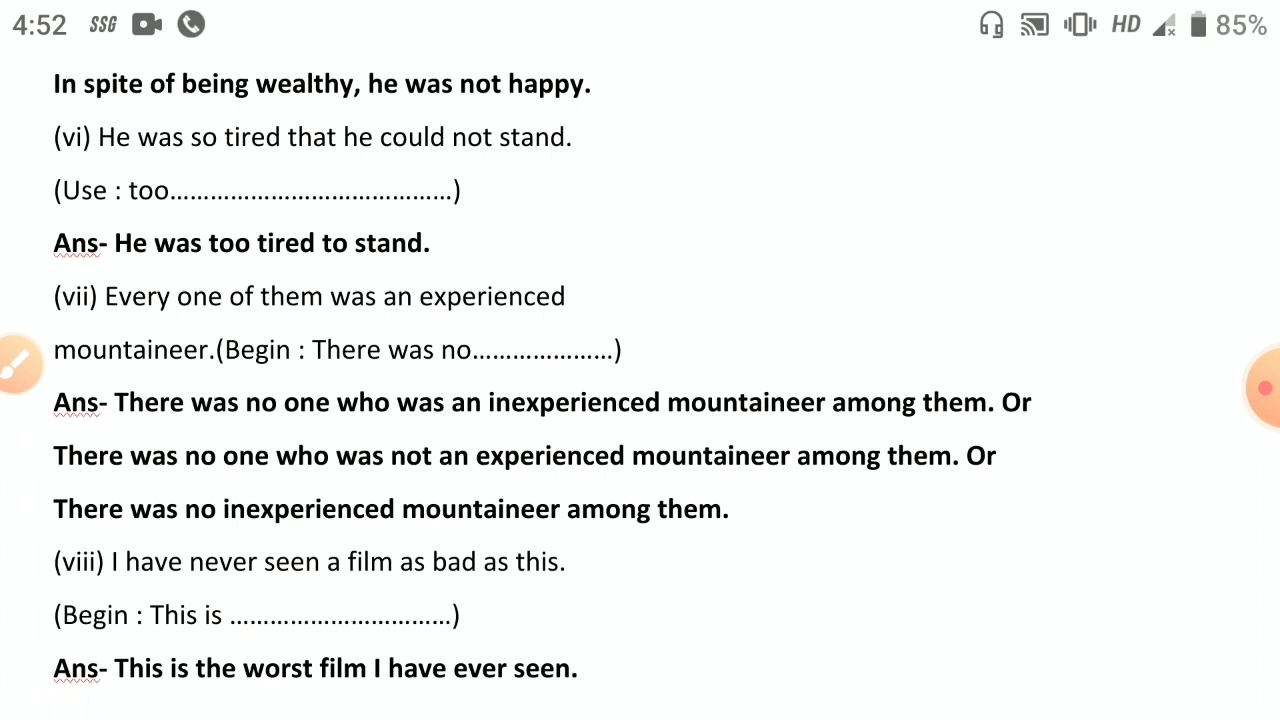 4:52 SSG HD 85%
In spite of being wealthy, he was not happy.
(vi) He was so tired that he could not stand.
(Use : too..........................................)
Ans- He was too tired to stand.
(vii) Every one of them was an experienced
mountaineer.(Begin : There was no.....................)
Ans- There was no one who was an inexperienced mountaineer among them. Or
There was no one who was not an experienced mountaineer among them. Or
There was no inexperienced mountaineer among them.
(viii) I have never seen a film as bad as this.
(Begin : This is .................................)
Ans- This is the worst film I have ever seen.